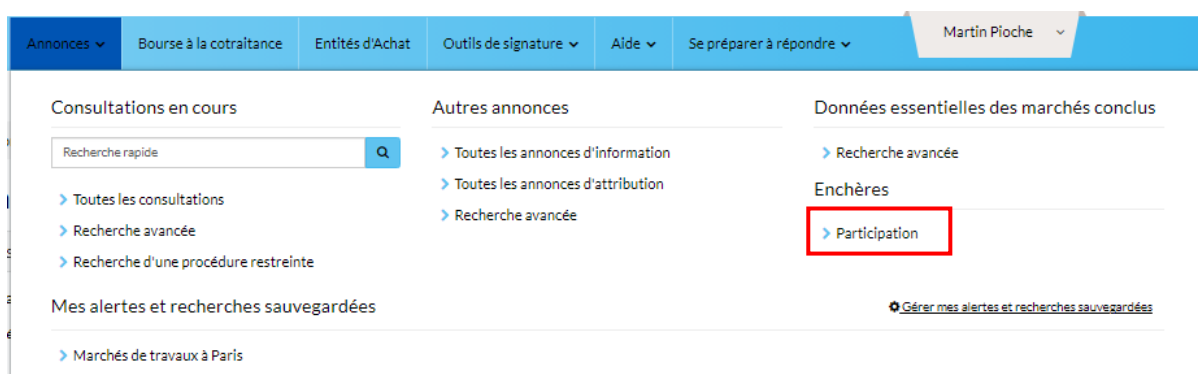 Annonces
Bourse à la cotraitance
Entités d'Achat
Outils de signature
Aide
Se préparer à répondre
Martin Pioche
Consultations en cours
Recherche rapide
Toutes les consultations
Recherche avancée
Recherche d'une procédure restreinte
Autres annonces
Toutes les annonces d'information
Toutes les annonces d'attribution
Recherche avancée
Données essentielles des marchés conclus
Recherche avancée
Enchères
Participation
Mes alertes et recherches sauvegardées
Gérer mes alertes et recherches sauvegardées
Marchés de travaux à Paris